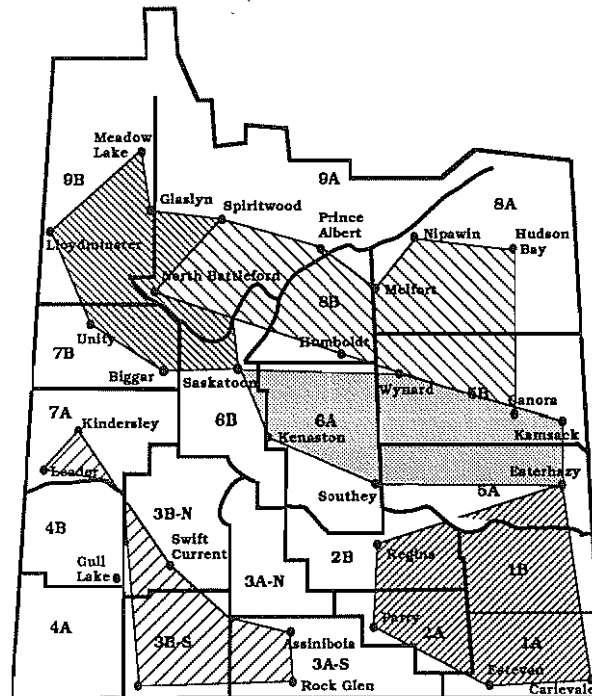 Meadow
Lake
9B
9A
Glaslyn
Spiritwood
8A
Prince
Albert
Nipawin
Hudson
Bay
Lloydminster
North Battleford
Melfort
8B
Unity
Humboldt
7B
Biggar
Saskatoon
Wynard
5B
Canora
7A
Kindersley
6B
6A
Kamsack
Kenaston
Leader
Esterhazy
Southey
5A
3B-N
4B
Swift
Current
2B
Regina
Gull
Lake
3A-N
1B
4A
3B-S
Parry
2A
Assiniboia
1A
3A-S
Estevan
Rock Glen
Carievale